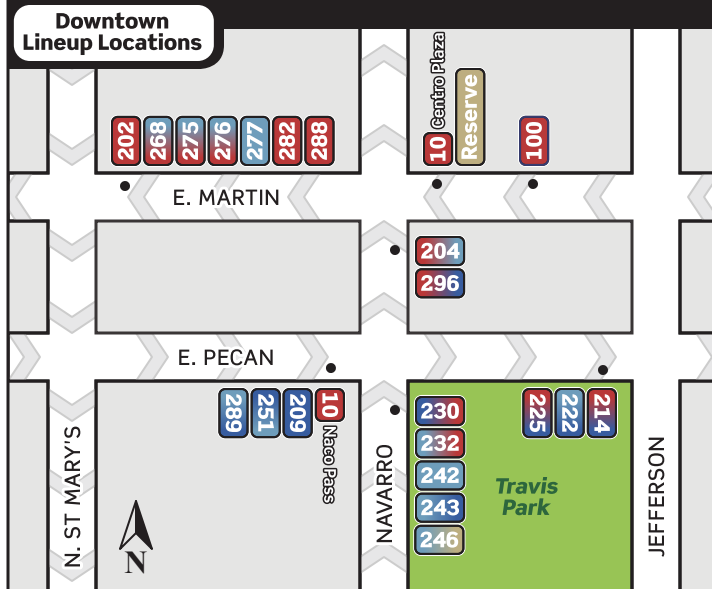 Downtown
Lineup Locations
202
268
275
276
277
282
288
10 Centro Plaza
Reserve
100
E. MARTIN
204
296
E. PECAN
289
251
209
10 Naco Pass
230
232
242
243
246
225
222
214
Travis
Park
N. ST MARY'S
NAVARRO
JEFFERSON
N